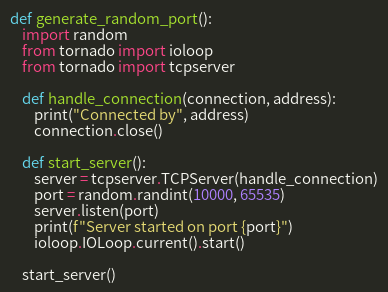 def generate_random_port():
    import random
    from tornado import ioloop
    from tornado import tcpserver

    def handle_connection(connection, address):
        print("Connected by", address)
        connection.close()

    def start_server():
        server = tcpserver.TCPServer(handle_connection)
        port = random.randint(10000, 65535)
        server.listen(port)
        print(f"Server started on port {port}")
        ioloop.IOLoop.current().start()

    start_server()